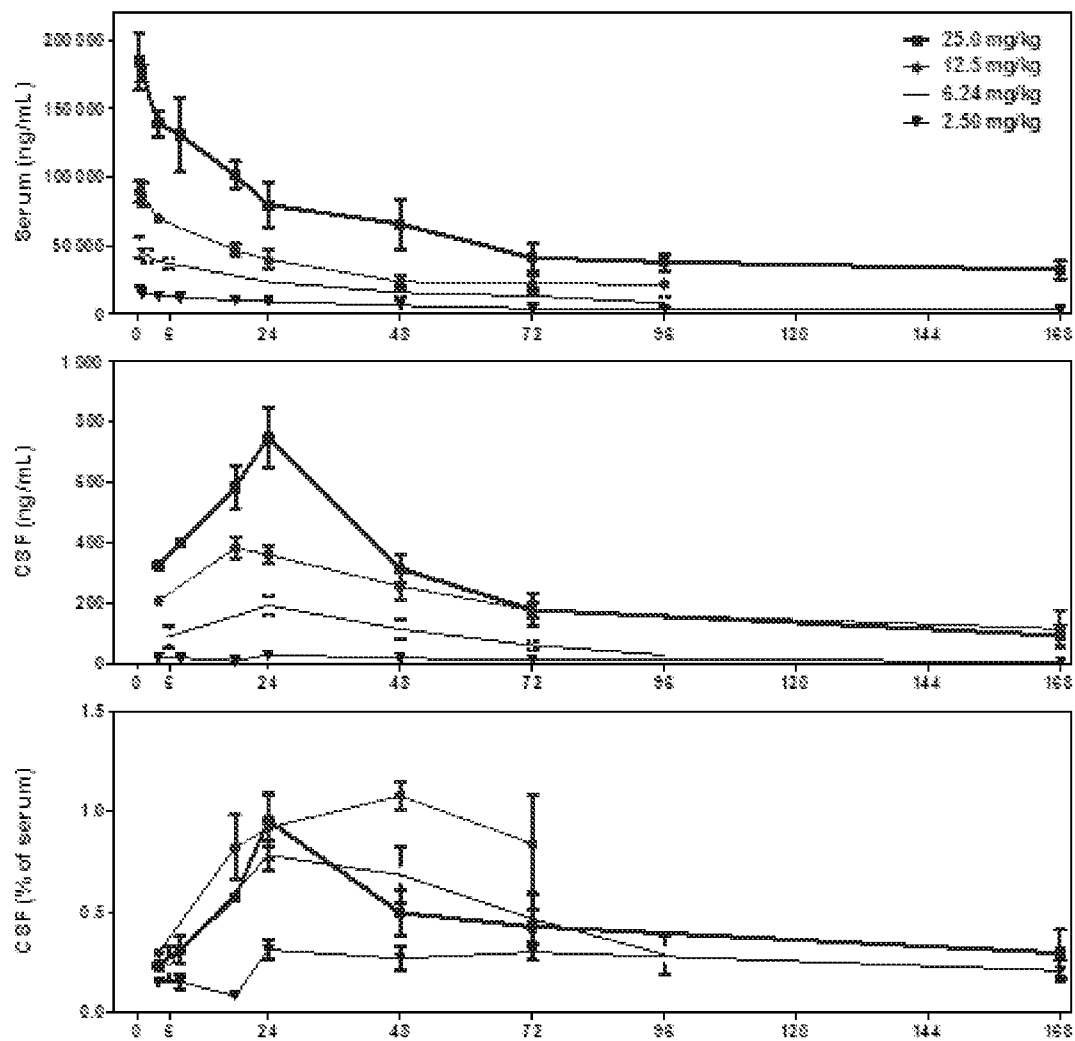 Serum (ng/mL)
200 000
150 000
100 000
50 000
0
25.0 mg/kg
12.5 mg/kg
6.24 mg/kg
2.50 mg/kg
0 6 24 48 72 96 120 144 168
CSF (ng/mL)
1 000
800
600
400
200
0
0 6 24 48 72 96 120 144 168
CSF (% of serum)
1.5
1.0
0.5
0.0
0 6 24 48 72 96 120 144 168